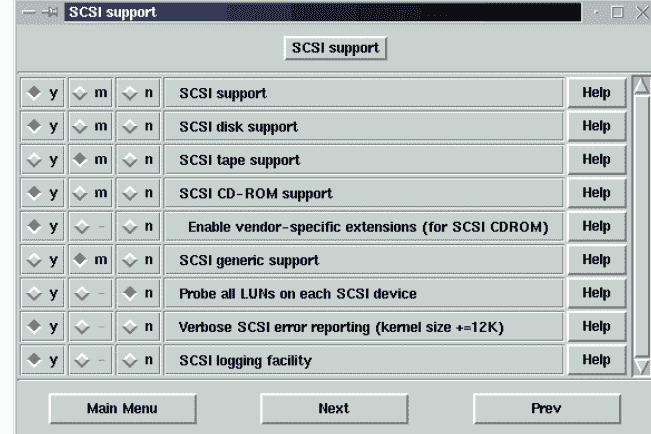 SCSI support
SCSI support
y m n SCSI support Help
y m n SCSI disk support Help
y m n SCSI tape support Help
y m n SCSI CD-ROM support Help
y - n Enable vendor-specific extensions (for SCSI CDROM) Help
y m n SCSI generic support Help
y - n Probe all LUNs on each SCSI device Help
y - n Verbose SCSI error reporting (kernel size +=12K) Help
y - n SCSI logging facility Help
Main Menu Next Prev